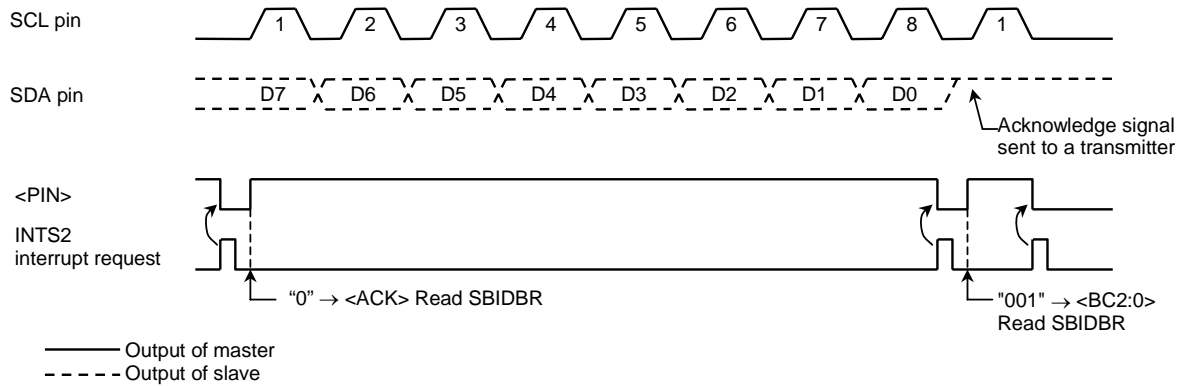 SCL pin
1 2 3 4 5 6 7 8 1
SDA pin
D7 D6 D5 D4 D3 D2 D1 D0
Acknowledge signal
sent to a transmitter
<PIN>
INTS2
interrupt request
“0” → <ACK> Read SBIDBR
"001" → <BC2:0>
Read SBIDBR
Output of master
Output of slave